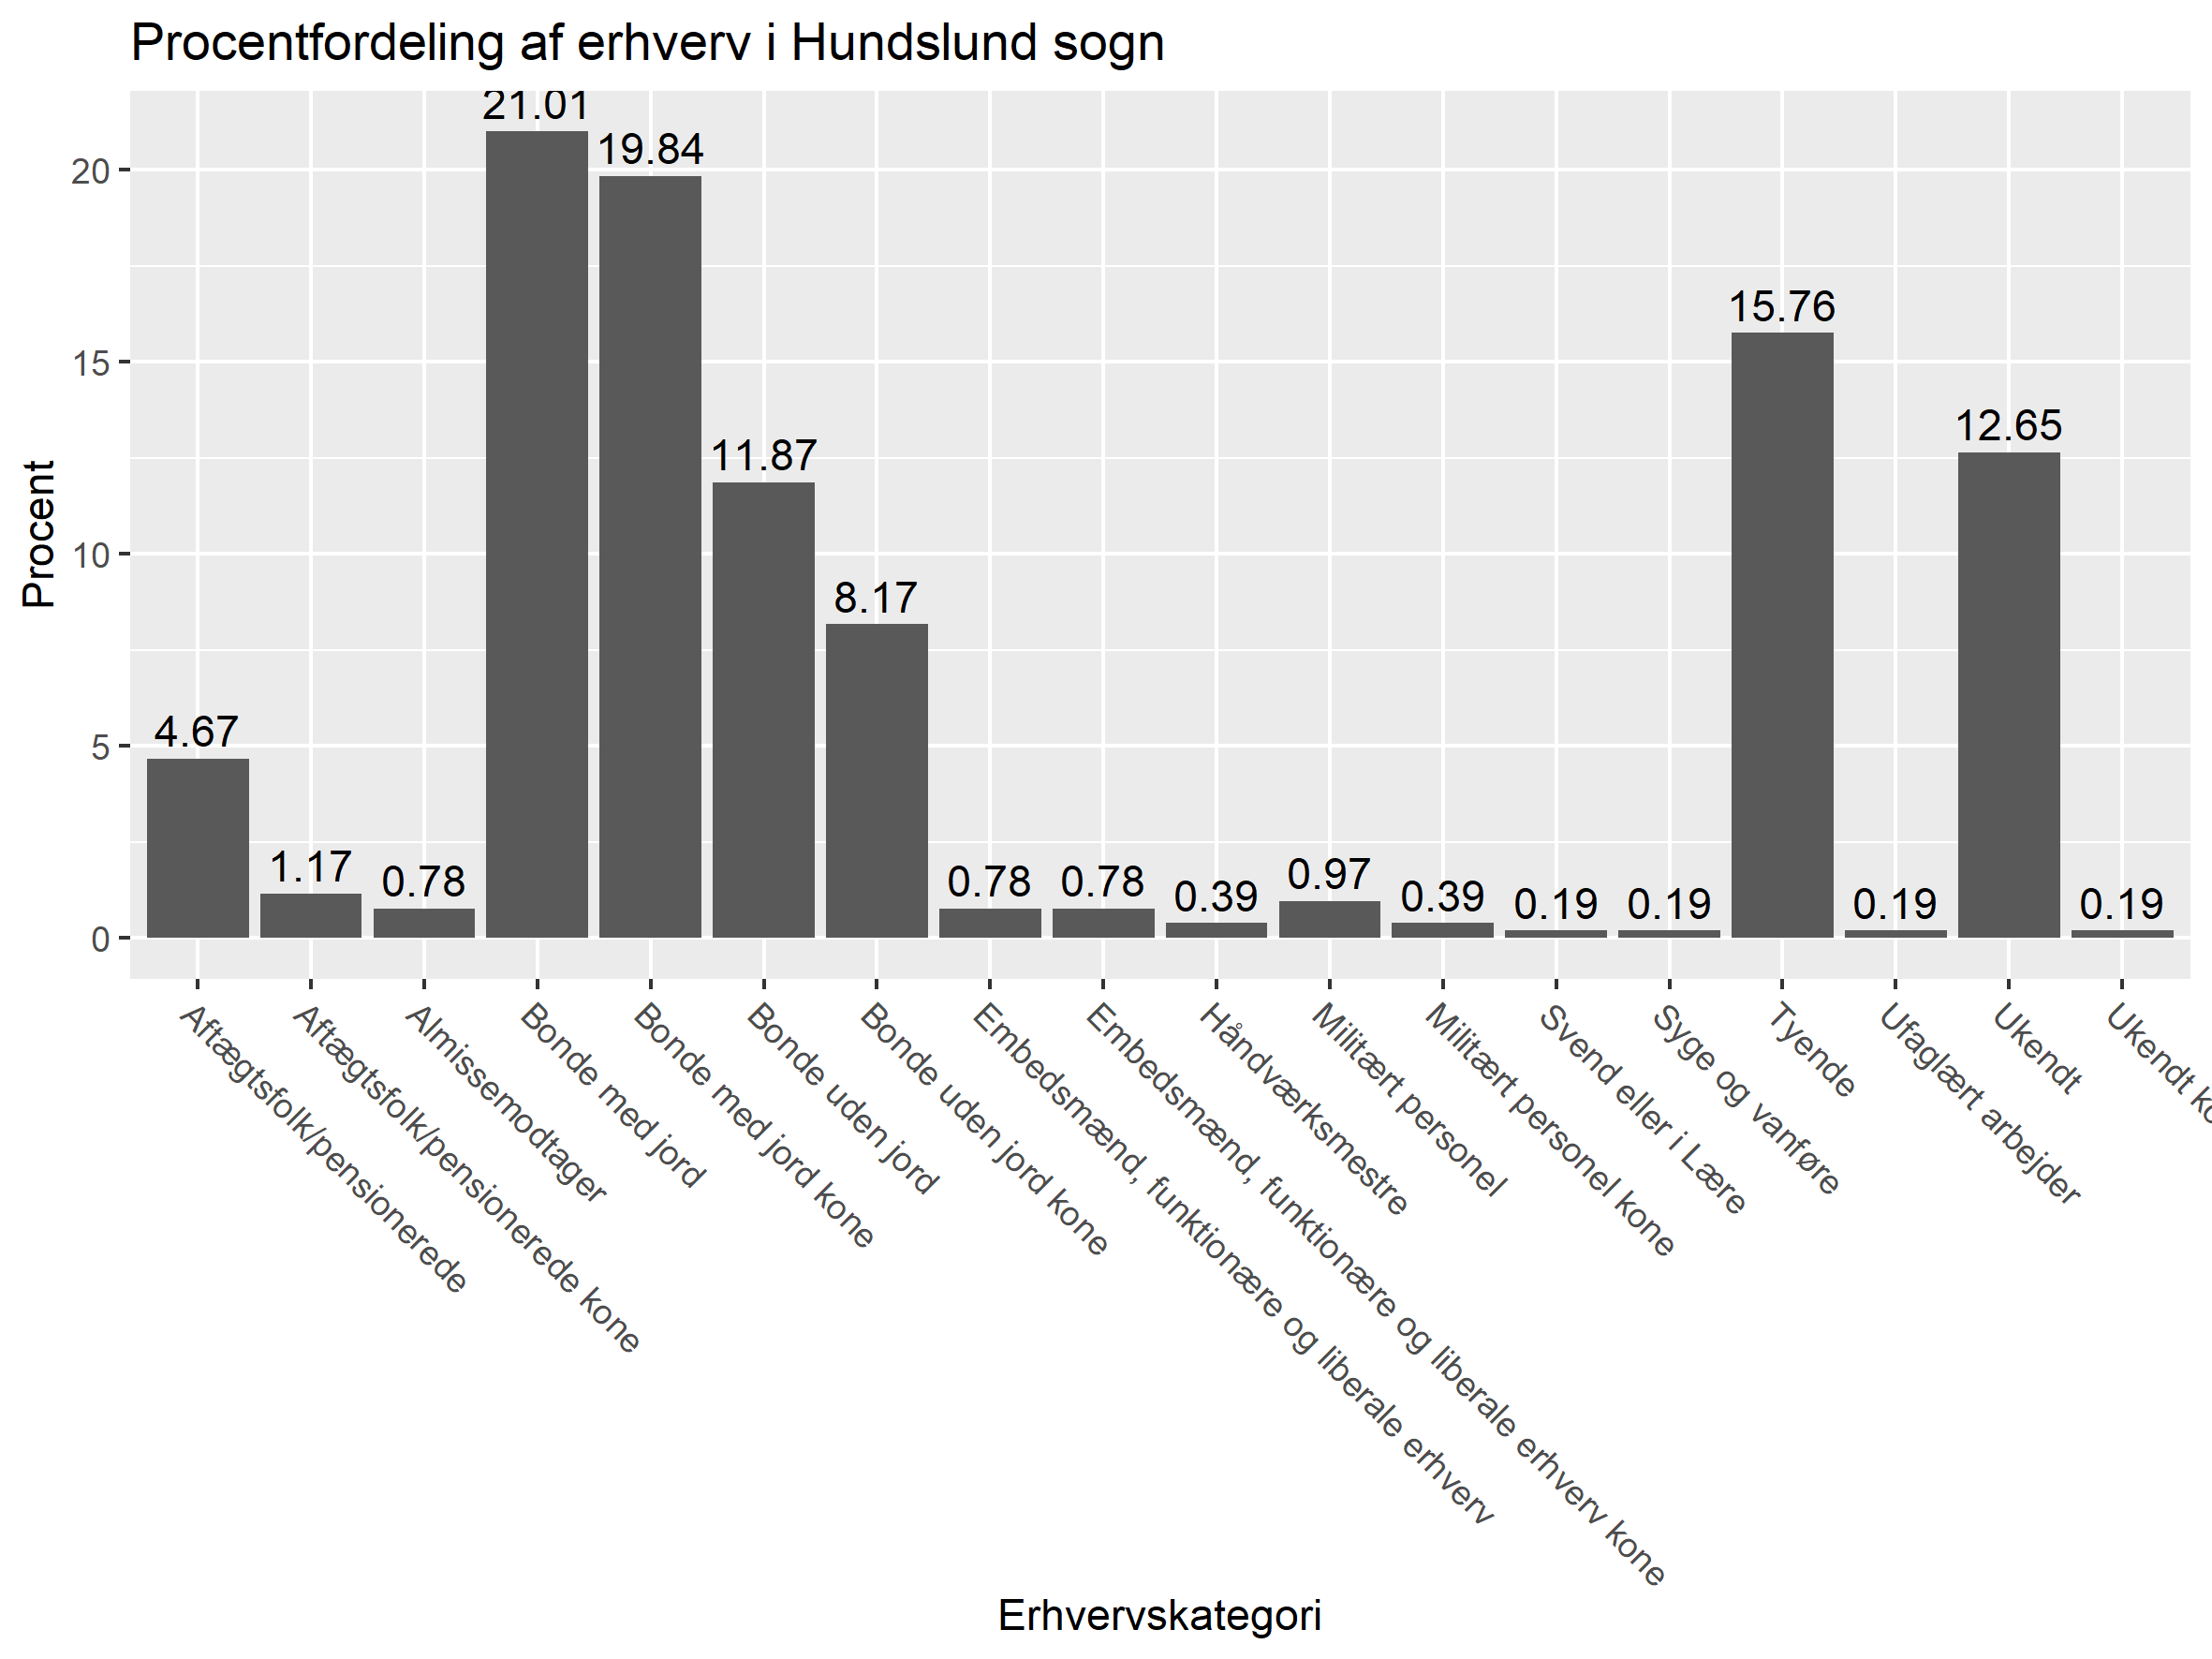 Procentfordeling af erhverv i Hundslund sogn
Procent
20
15
10
5
0
4.67
1.17
0.78
21.01
19.84
11.87
8.17
0.78
0.78
0.39
0.97
0.39
0.19
0.19
15.76
0.19
12.65
0.19
Aftægtsfolk/pensionerede
Aftægtsfolk/pensionerede kone
Almissemodtager
Bonde med jord
Bonde med jord kone
Bonde uden jord
Bonde uden jord kone
Embedsmænd, funktionære og liberale erhverv
Embedsmænd, funktionære og liberale erhverv kone
Håndværksmestre
Militært personel
Militært personel kone
Svend eller i Lære
Syge og vanføre
Tyende
Ufaglært arbejder
Ukendt
Ukendt
Erhvervskategori